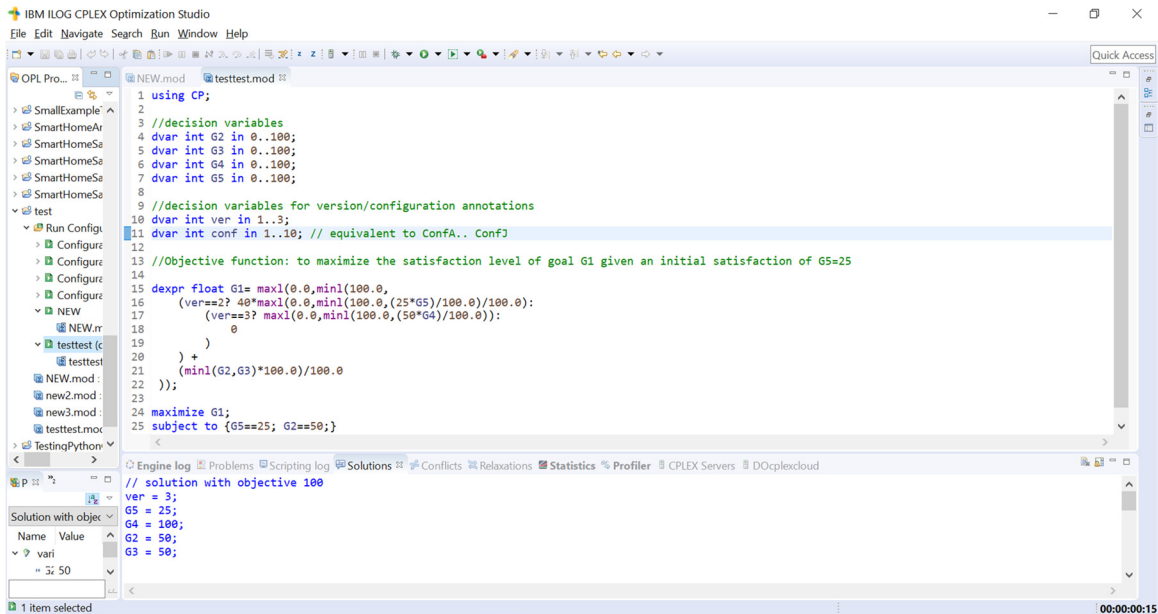 IBM ILOG CPLEX Optimization Studio
File Edit Navigate Search Run Window Help
Quick Access
OPL Pro...
NEW.mod testtest.mod
SmallExample
SmartHomeAr
SmartHomeSa
SmartHomeSa
SmartHomeSa
SmartHomeSa
test
Run Configu
Configura
Configura
Configura
Configura
NEW
NEW.m
testtest (c
testtest
NEW.mod :
new2.mod :
new3.mod :
testtest.mod
TestingPython
1 using CP;
2
3 //decision variables
4 dvar int G2 in 0..100;
5 dvar int G3 in 0..100;
6 dvar int G4 in 0..100;
7 dvar int G5 in 0..100;
8
9 //decision variables for version/configuration annotations
10 dvar int ver in 1..3;
11 dvar int conf in 1..10; // equivalent to ConfA.. ConfJ
12
13 //Objective function: to maximize the satisfaction level of goal G1 given an initial satisfaction of G5=25
14
15 dexpr float G1= maxl(0.0,minl(100.0,
16 (ver==2? 40*maxl(0.0,minl(100.0,(25*G5)/100.0)/100.0):
17 (ver==3? maxl(0.0,minl(100.0,(50*G4)/100.0)):
18 0
19 )
20 ) +
21 (minl(G2,G3)*100.0)/100.0
22 ));
23
24 maximize G1;
25 subject to {G5==25; G2==50;}
Engine log Problems Scripting log Solutions Conflicts Relaxations Statistics Profiler CPLEX Servers DOcplexcloud
// solution with objective 100
ver = 3;
G5 = 25;
G4 = 100;
G2 = 50;
G3 = 50;
P
Solution with objec
Name Value
vari
50
1 item selected
00:00:00:15